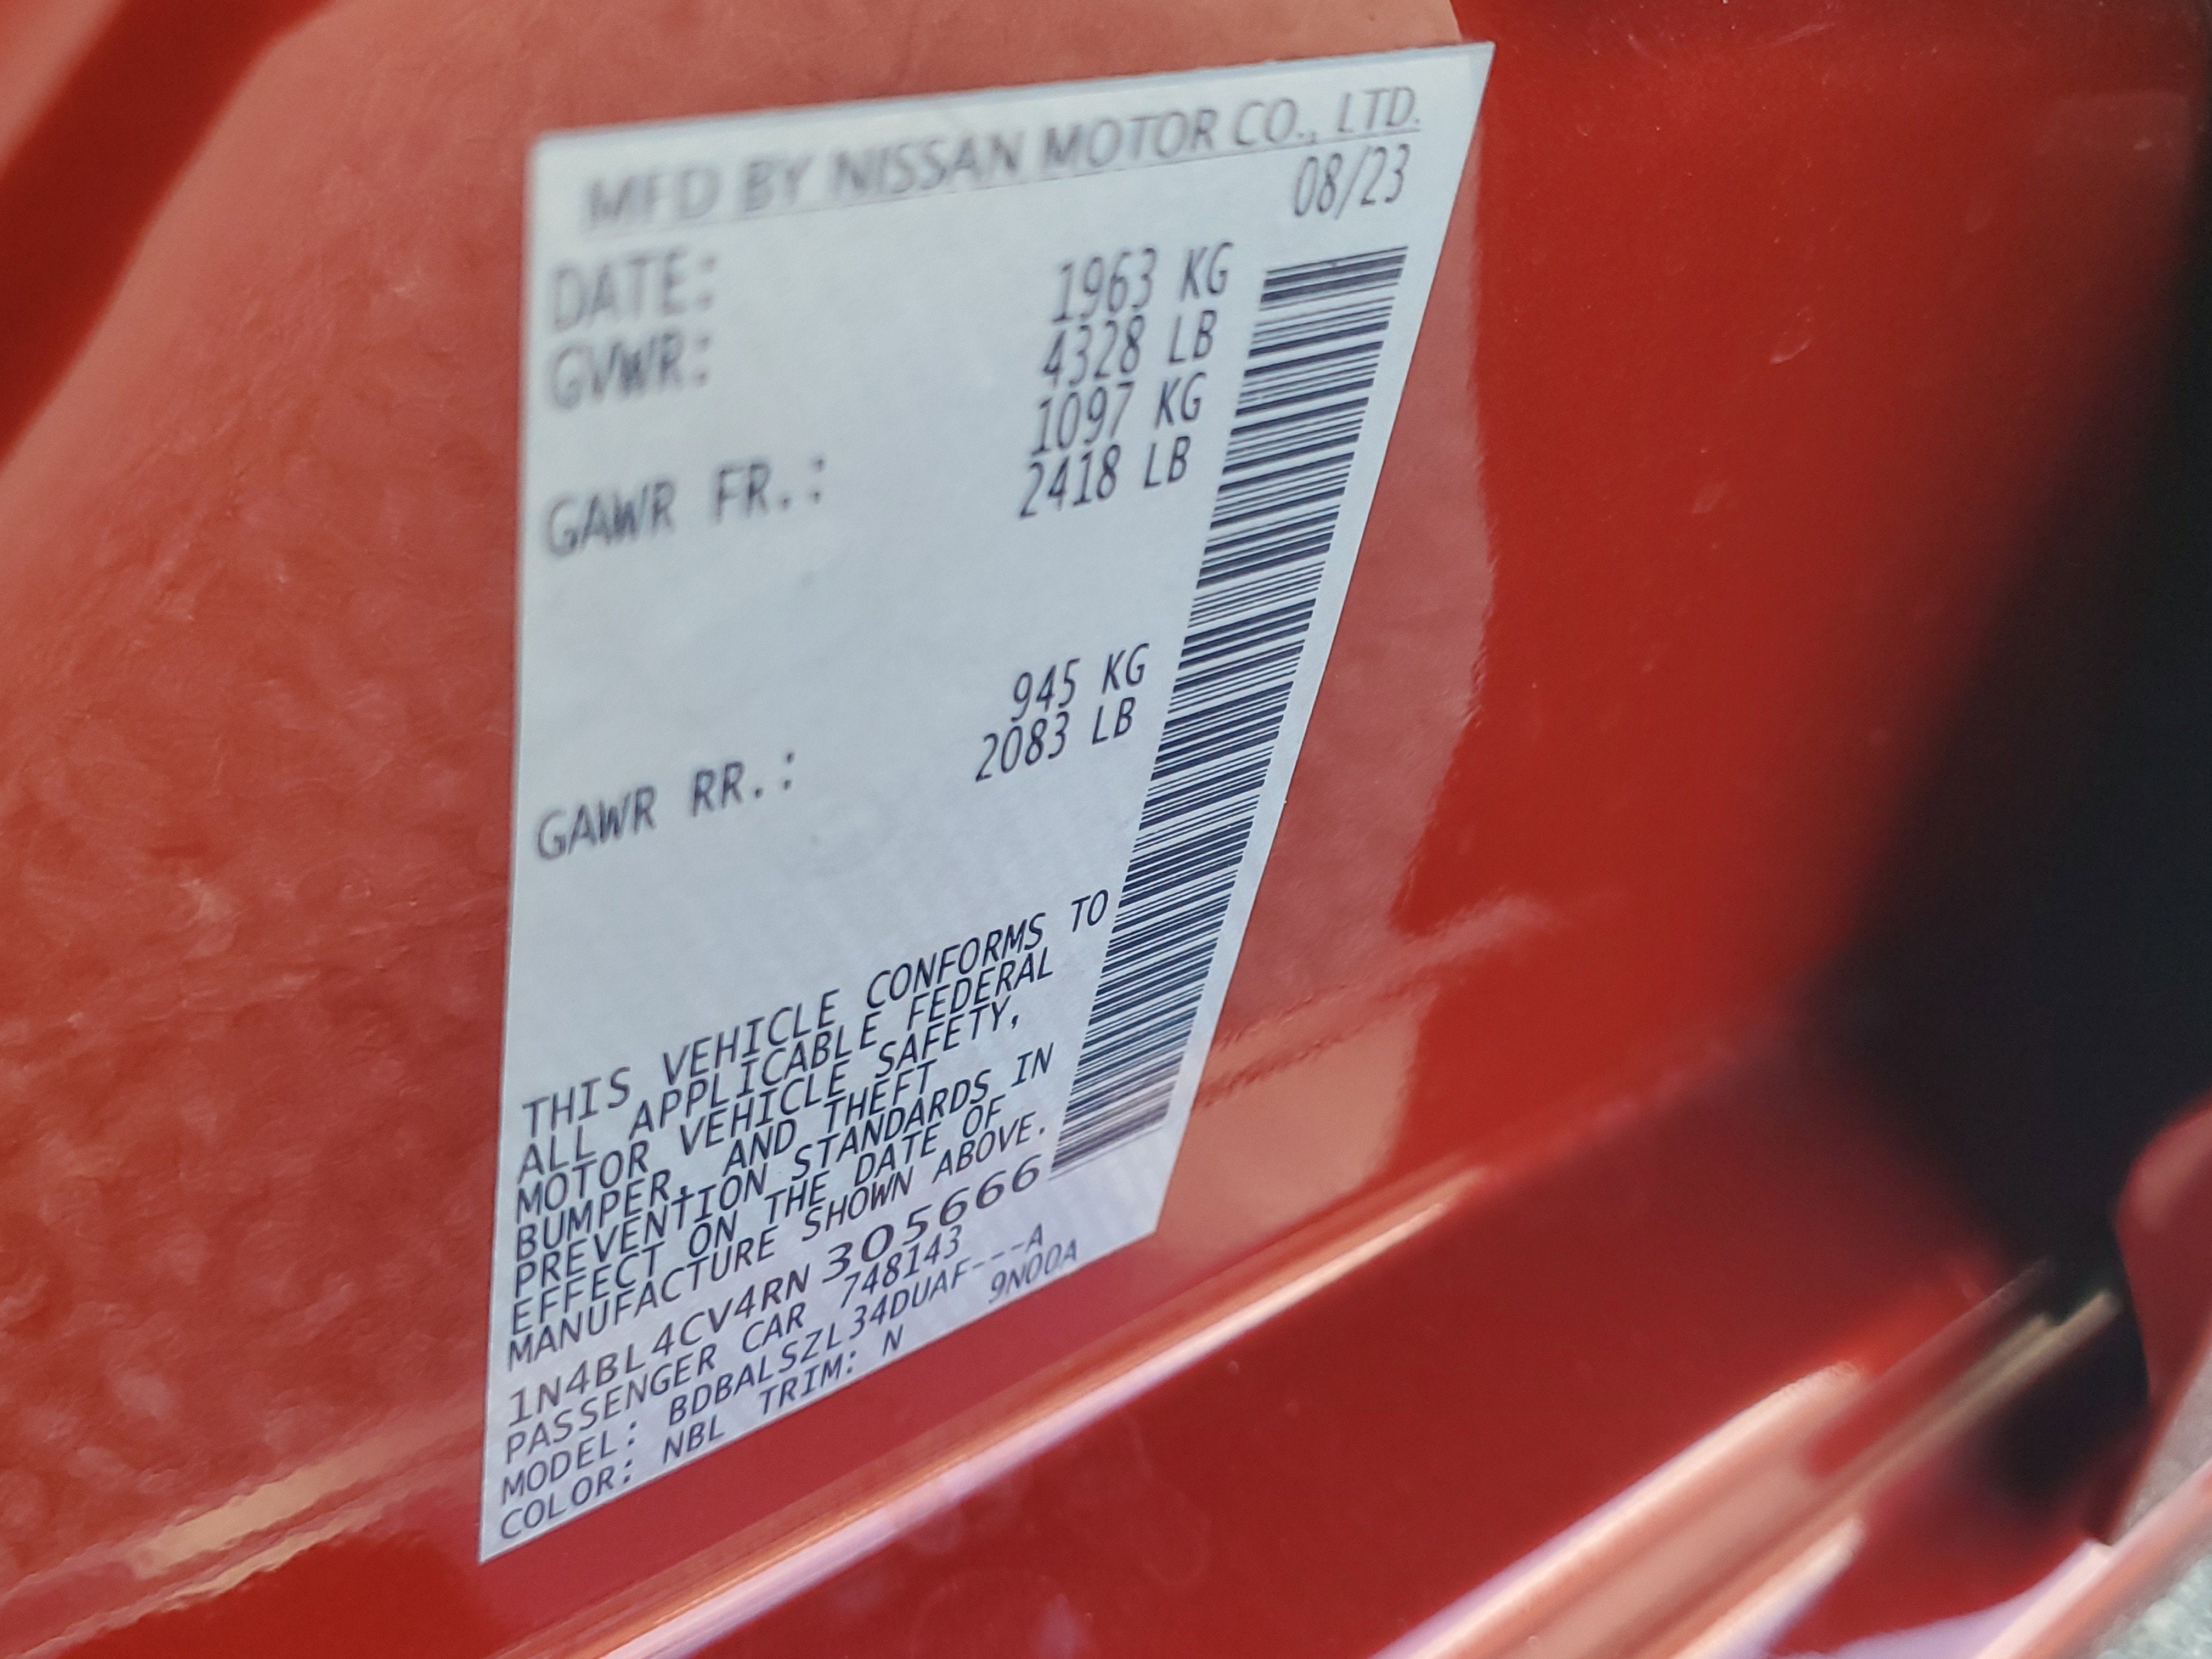 MFD BY NISSAN MOTOR CO., LTD.
DATE: 08/23
GVWR: 1963 KG
4328 LB
GAWR FR.: 1097 KG
2418 LB
GAWR RR.: 945 KG
2083 LB
THIS VEHICLE CONFORMS TO
ALL APPLICABLE FEDERAL
MOTOR VEHICLE SAFETY,
BUMPER, AND THEFT
PREVENTION STANDARDS IN
EFFECT ON THE DATE OF
MANUFACTURE SHOWN ABOVE.
1N4BL4CV4RN305666
PASSENGER CAR 748143
MODEL: BDBALSZL34DUAF---A
COLOR: NBL TRIM: N 9N00A